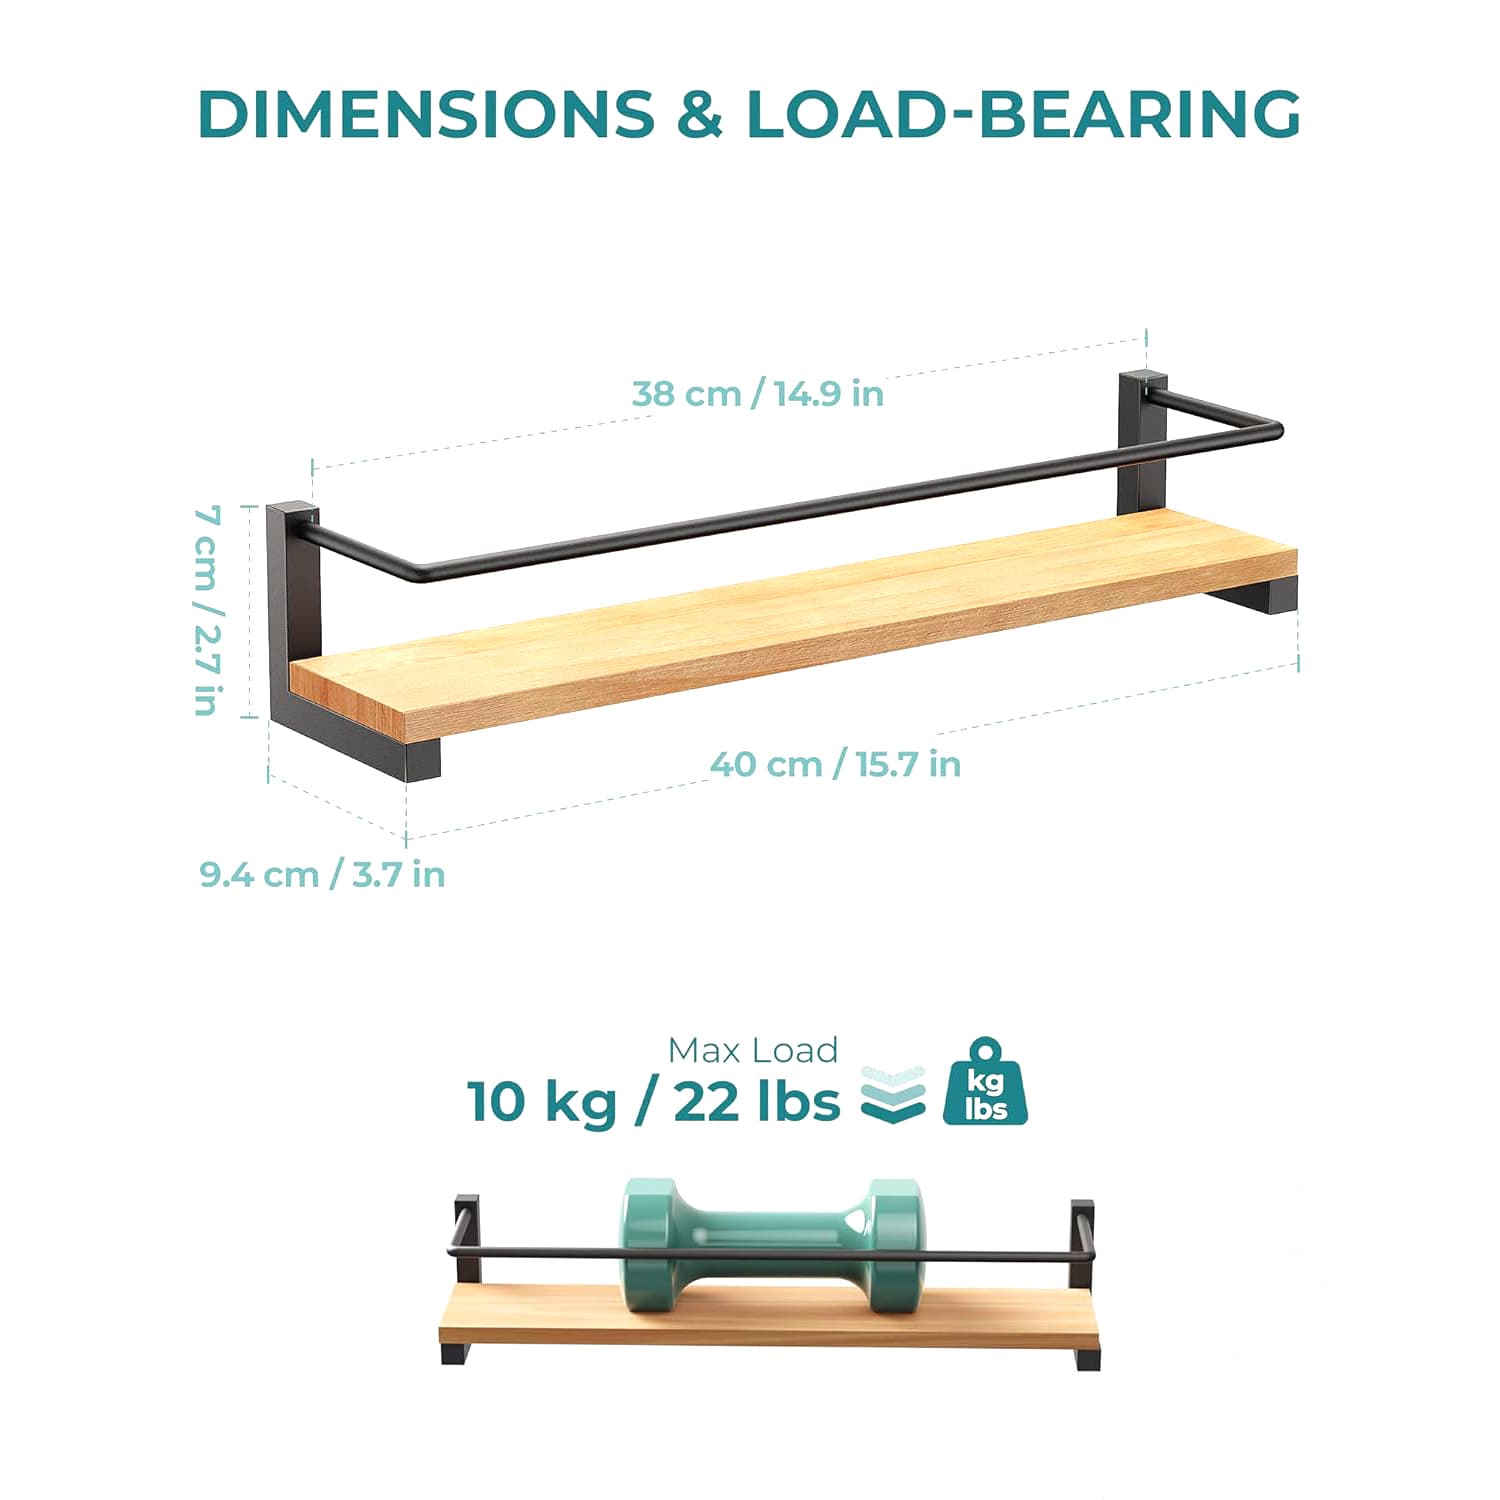 DIMENSIONS & LOAD-BEARING
38 cm / 14.9 in
7 cm / 2.7 in
40 cm / 15.7 in
9.4 cm / 3.7 in
Max Load
10 kg / 22 lbs
kg
lbs